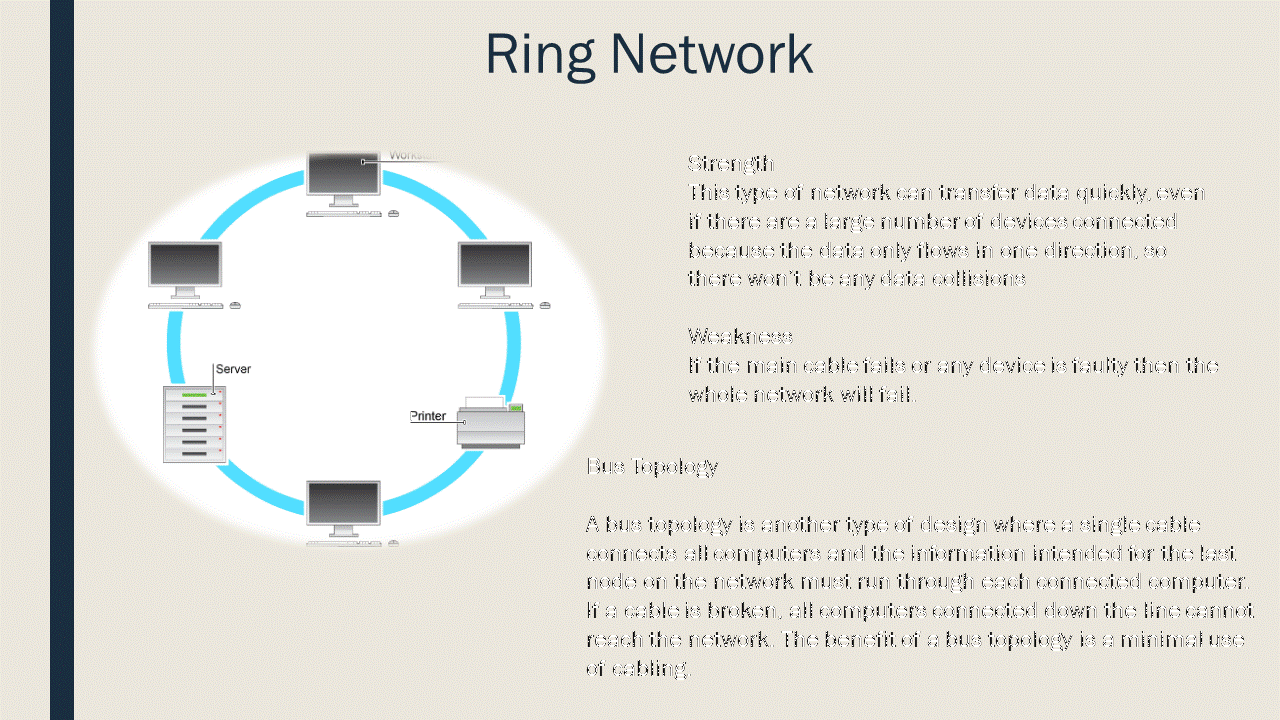 Ring Network
Strength
This type of network can transfer data quickly, even
if there are a large number of devices connected
because the data only flows in one direction, so
there won't be any data collisions.
Weakness
If the main cable fails or any device is faulty then the
whole network will
Server
Printer
Bus topology
A bus topology is another type of design where a single cable
connects all computers and the information intended for the last
node on the network must run through each connected computer.
If a cable is broken, all computers connected down the line cannot
reach the network. The benefit of a bus topology is a minimal use
of cabling.